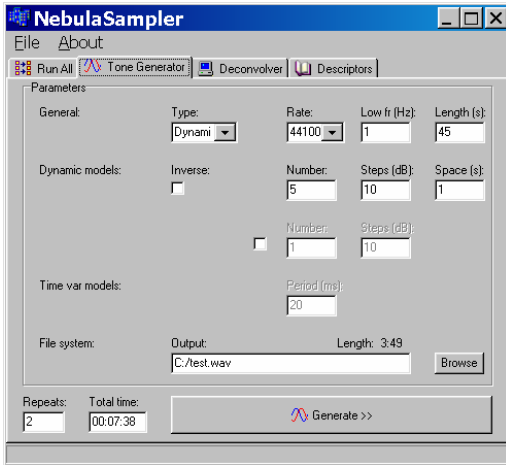 NebulaSampler
File About
Run All Tone Generator Deconvolver Descriptors
Parameters
General: Type: Rate: Low fr (Hz): Length (s):
Dynami 44100 1 45
Dynamic models: Inverse: Number: Steps (dB): Space (s):
5 10 1
Number: Steps (dB):
1 10
Time var models: Period (ms):
20
File system: Output: Length: 3:49
C:/test.wav Browse
Repeats: Total time:
2 00:07:38 Generate >>